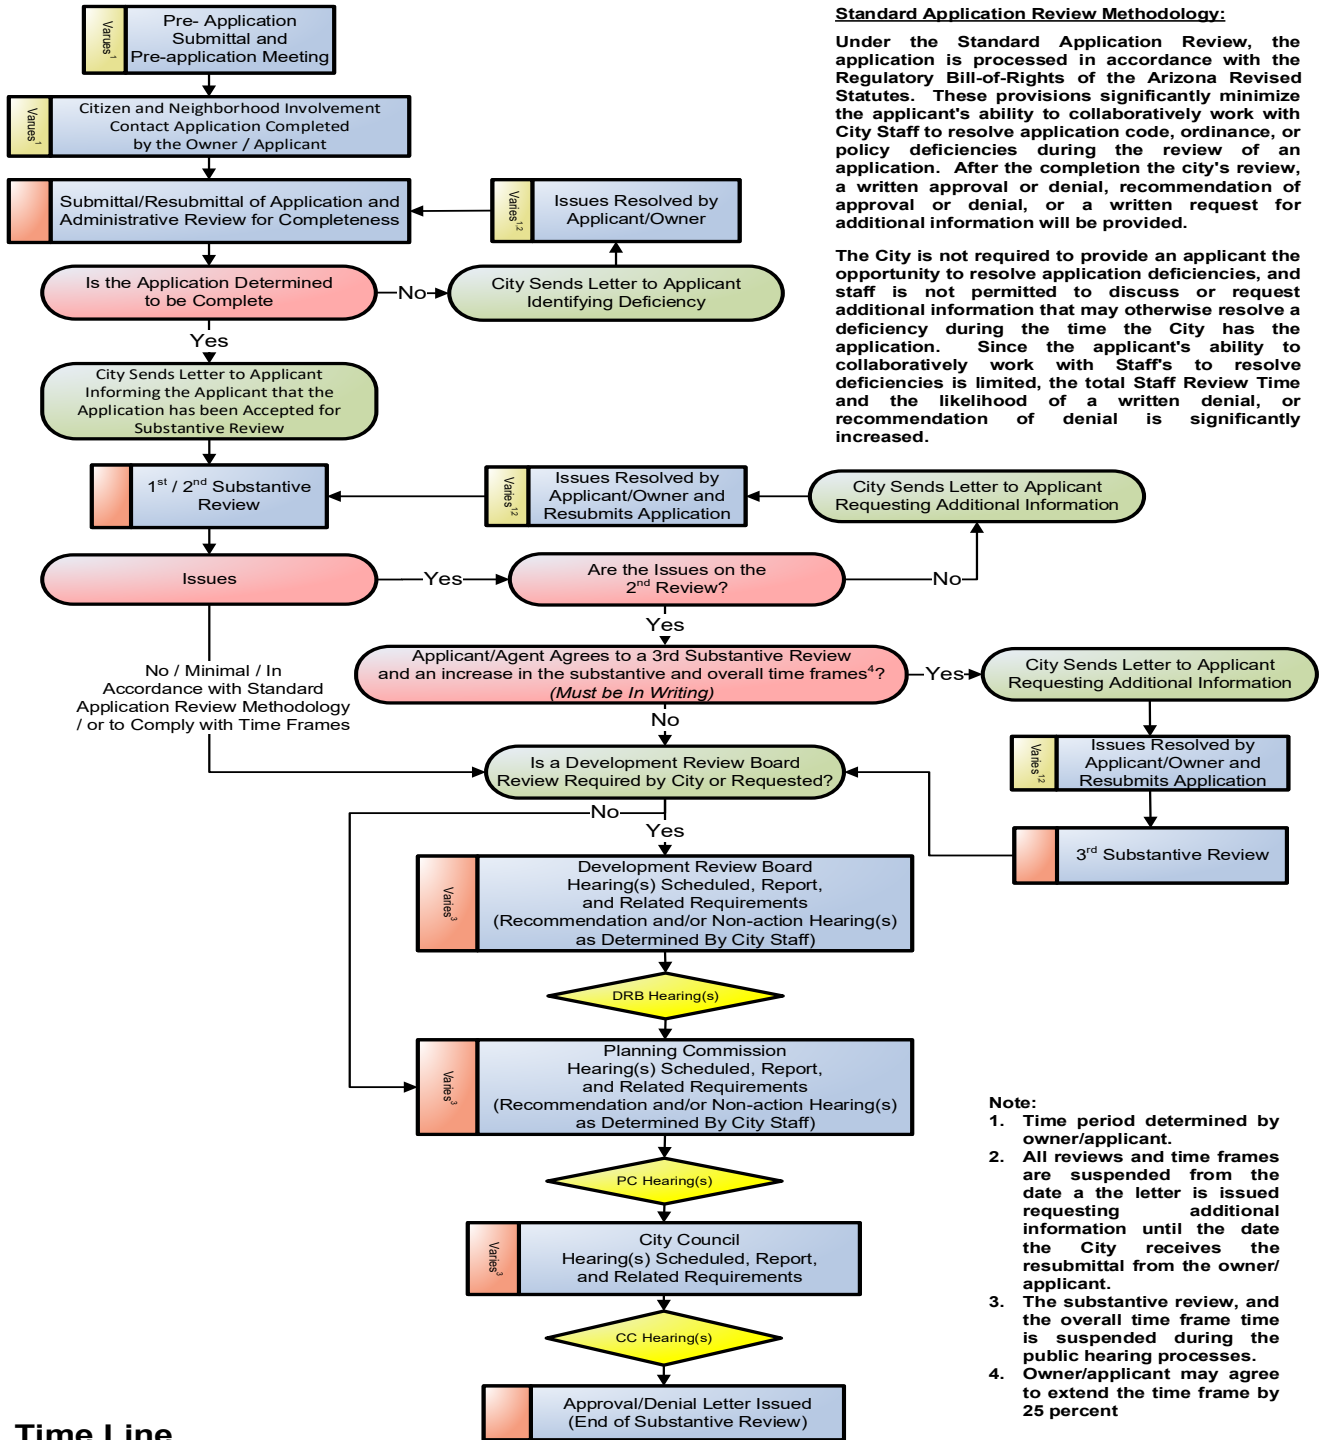 Pre- Application
Submittal and
Pre-application Meeting
Varues¹
Citizen and Neighborhood Involvement
Contact Application Completed
by the Owner / Applicant
Varues¹
Submittal/Resubmittal of Application and
Administrative Review for Completeness
Issues Resolved by
Applicant/Owner
Varies¹²
Is the Application Determined
to be Complete
No
City Sends Letter to Applicant
Identifying Deficiency
Yes
City Sends Letter to Applicant
Informing the Applicant that the
Application has been Accepted for
Substantive Review
1st / 2nd Substantive
Review
Varies¹²
Issues Resolved by
Applicant/Owner and
Resubmits Application
City Sends Letter to Applicant
Requesting Additional Information
Issues
Yes
Are the Issues on the
2nd Review?
No
Yes
No / Minimal / In
Accordance with Standard
Application Review Methodology
/ or to Comply with Time Frames
Applicant/Agent Agrees to a 3rd Substantive Review
and an increase in the substantive and overall time frames⁴?
(Must be In Writing)
Yes
City Sends Letter to Applicant
Requesting Additional Information
No
Varies¹²
Issues Resolved by
Applicant/Owner and
Resubmits Application
Is a Development Review Board
Review Required by City or Requested?
3rd Substantive Review
No
Yes
Varies³
Development Review Board
Hearing(s) Scheduled, Report,
and Related Requirements
(Recommendation and/or Non-action Hearing(s)
as Determined By City Staff)
DRB Hearing(s)
Varies³
Planning Commission
Hearing(s) Scheduled, Report,
and Related Requirements
(Recommendation and/or Non-action Hearing(s)
as Determined By City Staff)
PC Hearing(s)
Varies³
City Council
Hearing(s) Scheduled, Report,
and Related Requirements
CC Hearing(s)
Approval/Denial Letter Issued
(End of Substantive Review)
Time Line
Standard Application Review Methodology:
Under the Standard Application Review, the
application is processed in accordance with the
Regulatory Bill-of-Rights of the Arizona Revised
Statutes. These provisions significantly minimize
the applicant's ability to collaboratively work with
City Staff to resolve application code, ordinance, or
policy deficiencies during the review of an
application. After the completion the city's review,
a written approval or denial, recommendation of
approval or denial, or a written request for
additional information will be provided.
The City is not required to provide an applicant the
opportunity to resolve application deficiencies, and
staff is not permitted to discuss or request
additional information that may otherwise resolve a
deficiency during the time the City has the
application. Since the applicant's ability to
collaboratively work with Staff's to resolve
deficiencies is limited, the total Staff Review Time
and the likelihood of a written denial, or
recommendation of denial is significantly
increased.
Note:
1. Time period determined by
owner/applicant.
2. All reviews and time frames
are suspended from the
date a the letter is issued
requesting additional
information until the date
the City receives the
resubmittal from the owner/
applicant.
3. The substantive review, and
the overall time frame time
is suspended during the
public hearing processes.
4. Owner/applicant may agree
to extend the time frame by
25 percent